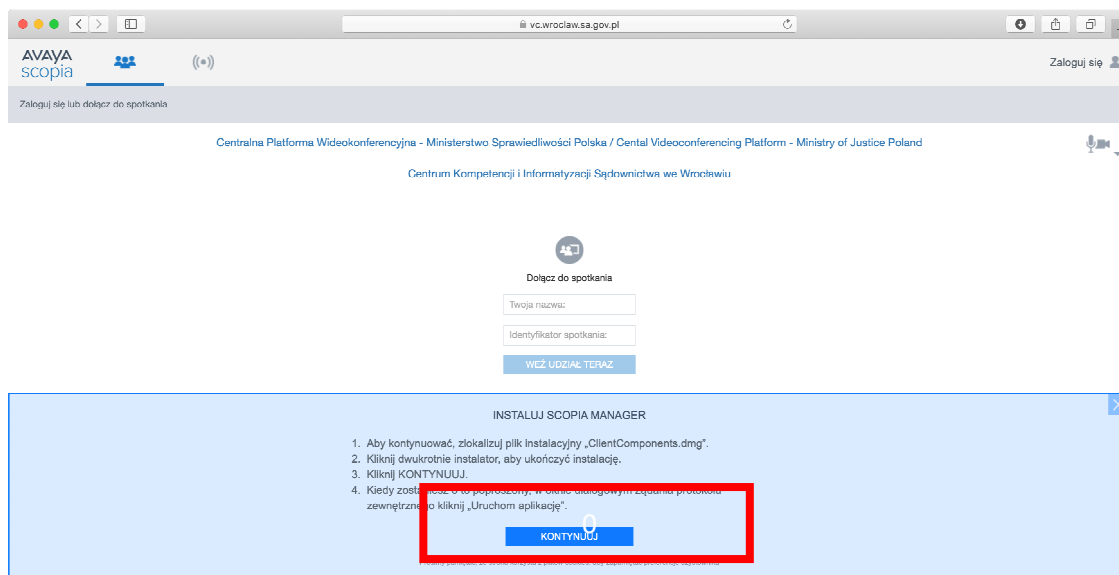 vc.wroclaw.sa.gov.pl
AVAYA
scopia
Zaloguj się
Zaloguj się lub dołącz do spotkania
Centralna Platforma Wideokonferencyjna - Ministerstwo Sprawiedliwości Polska / Cental Videoconferencing Platform - Ministry of Justice Poland
Centrum Kompetencji i Informatyzacji Sądownictwa we Wrocławiu
Dołącz do spotkania
Twoja nazwa:
Identyfikator spotkania:
WEŹ UDZIAŁ TERAZ
INSTALUJ SCOPIA MANAGER
1. Aby kontynuować, zlokalizuj plik instalacyjny „ClientComponents.dmg”.
2. Kliknij dwukrotnie instalator, aby ukończyć instalację.
3. Kliknij KONTYNUUJ.
4. Kiedy zostaniesz o to poproszony, w oknie dialogowym żądania protokołu
zewnętrznego kliknij „Uruchom aplikację”.
0
KONTYNUUJ